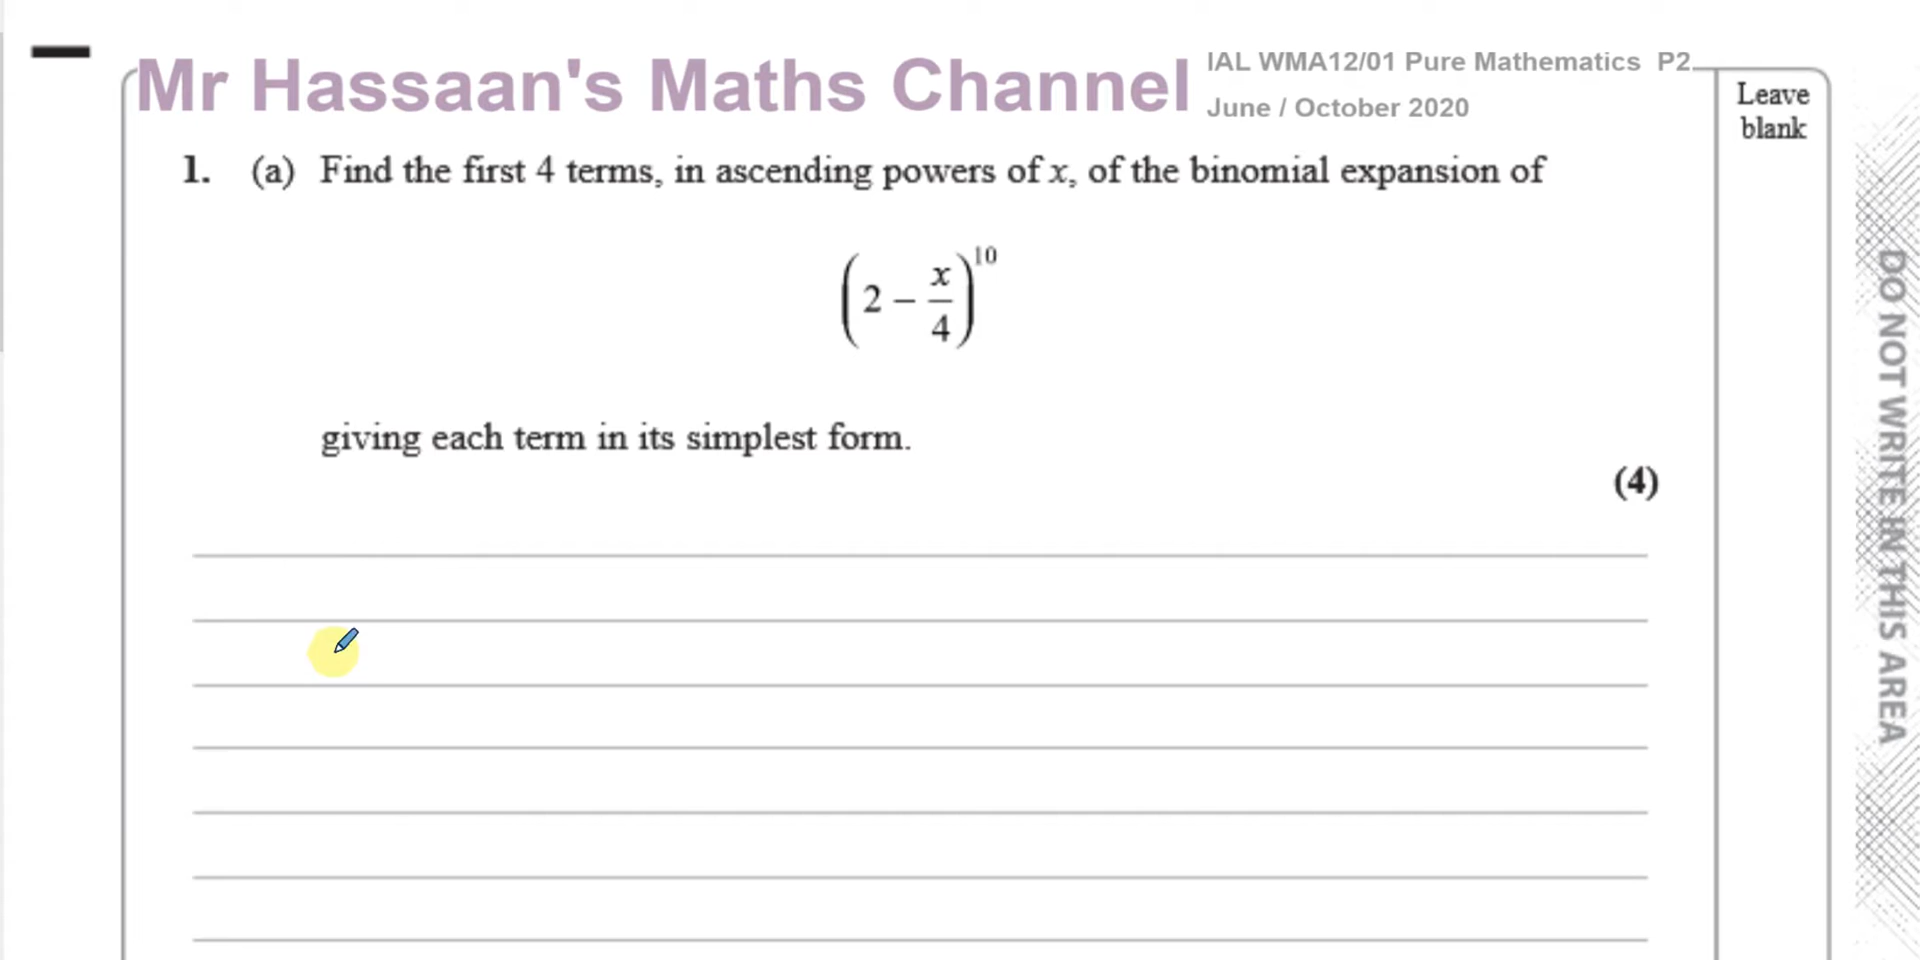 Mr Hassaan's Maths Channel
IAL WMA12/01 Pure Mathematics P2
June / October 2020
Leave
blank
1. (a) Find the first 4 terms, in ascending powers of x, of the binomial expansion of
(2 − x/4)^10
giving each term in its simplest form.
(4)
DO NOT WRITE IN THIS AREA